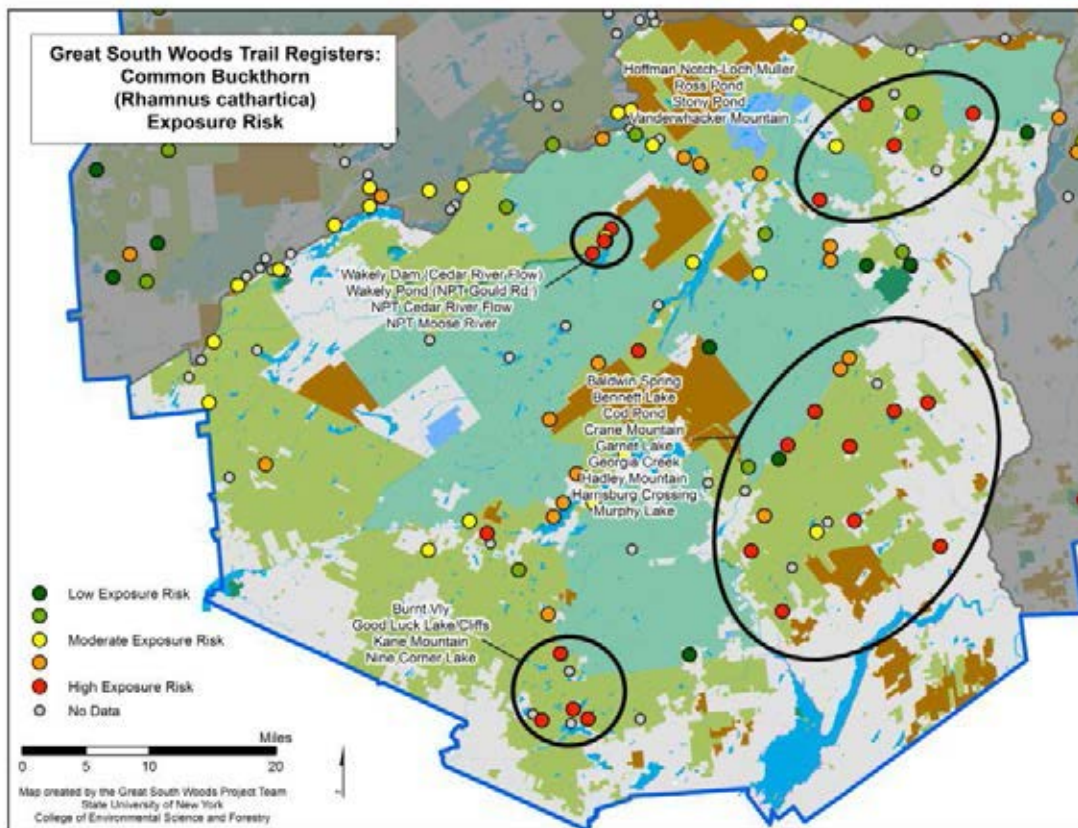 Great South Woods Trail Registers:
Common Buckthorn
(Rhamnus cathartica)
Exposure Risk
Hoffman Notch-Loch Muller
Ross Pond
Stony Pond
Vanderwhacker Mountain
Wakely Dam (Cedar River Flow)
Wakely Pond (NPT Gould Rd.)
NPT Cedar River Flow
NPT Moose River
Baldwin Spring
Bennett Lake
Cod Pond
Crane Mountain
Garnet Lake
Georgia Creek
Hadley Mountain
Harrisburg Crossing
Murphy Lake
Burnt Vly
Good Luck Lake/Cliffs
Kane Mountain
Nine Corner Lake
Low Exposure Risk
Moderate Exposure Risk
High Exposure Risk
No Data
Miles
0 5 10 20
Map created by the Great South Woods Project Team
State University of New York
College of Environmental Science and Forestry